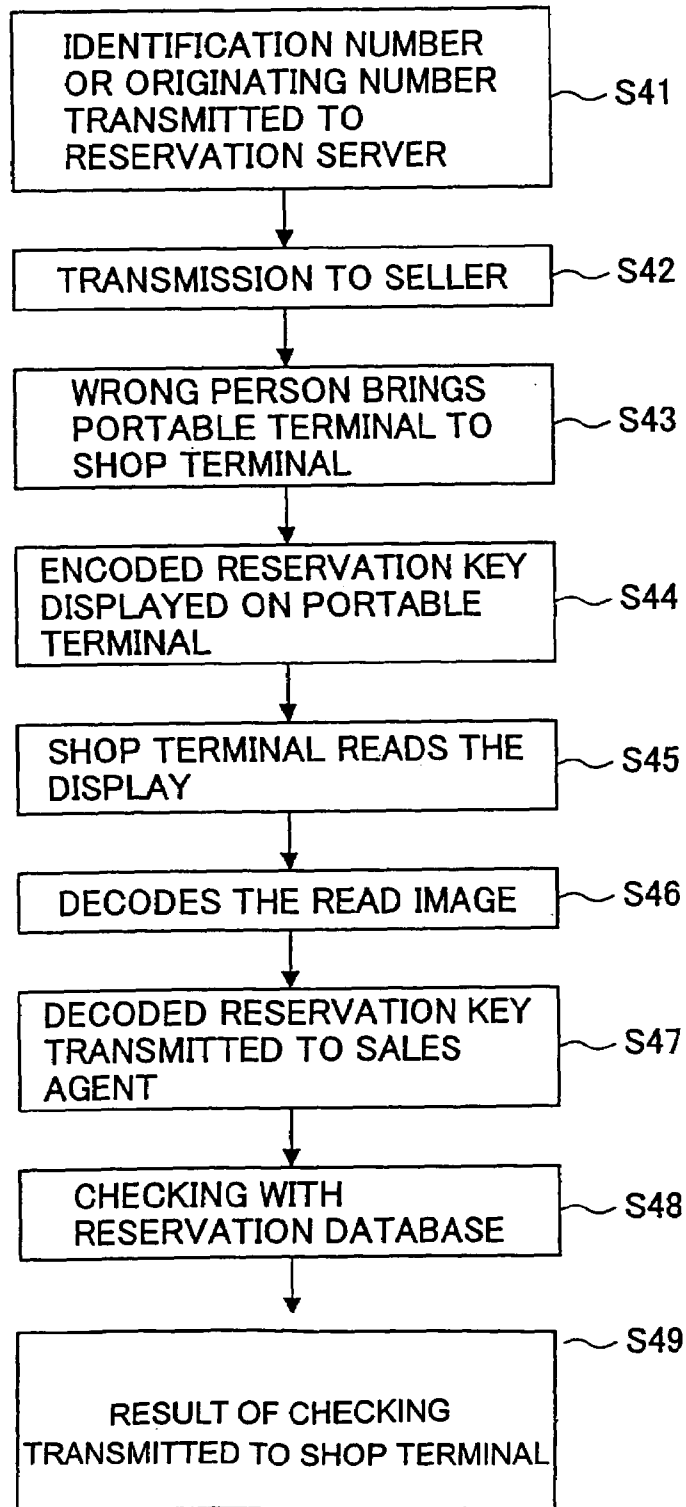 IDENTIFICATION NUMBER
OR ORIGINATING NUMBER
TRANSMITTED TO
RESERVATION SERVER
S41
TRANSMISSION TO SELLER
S42
WRONG PERSON BRINGS
PORTABLE TERMINAL TO
SHOP TERMINAL
S43
ENCODED RESERVATION KEY
DISPLAYED ON PORTABLE
TERMINAL
S44
SHOP TERMINAL READS THE
DISPLAY
S45
DECODES THE READ IMAGE
S46
DECODED RESERVATION KEY
TRANSMITTED TO SALES
AGENT
S47
CHECKING WITH
RESERVATION DATABASE
S48
S49
RESULT OF CHECKING
TRANSMITTED TO SHOP TERMINAL